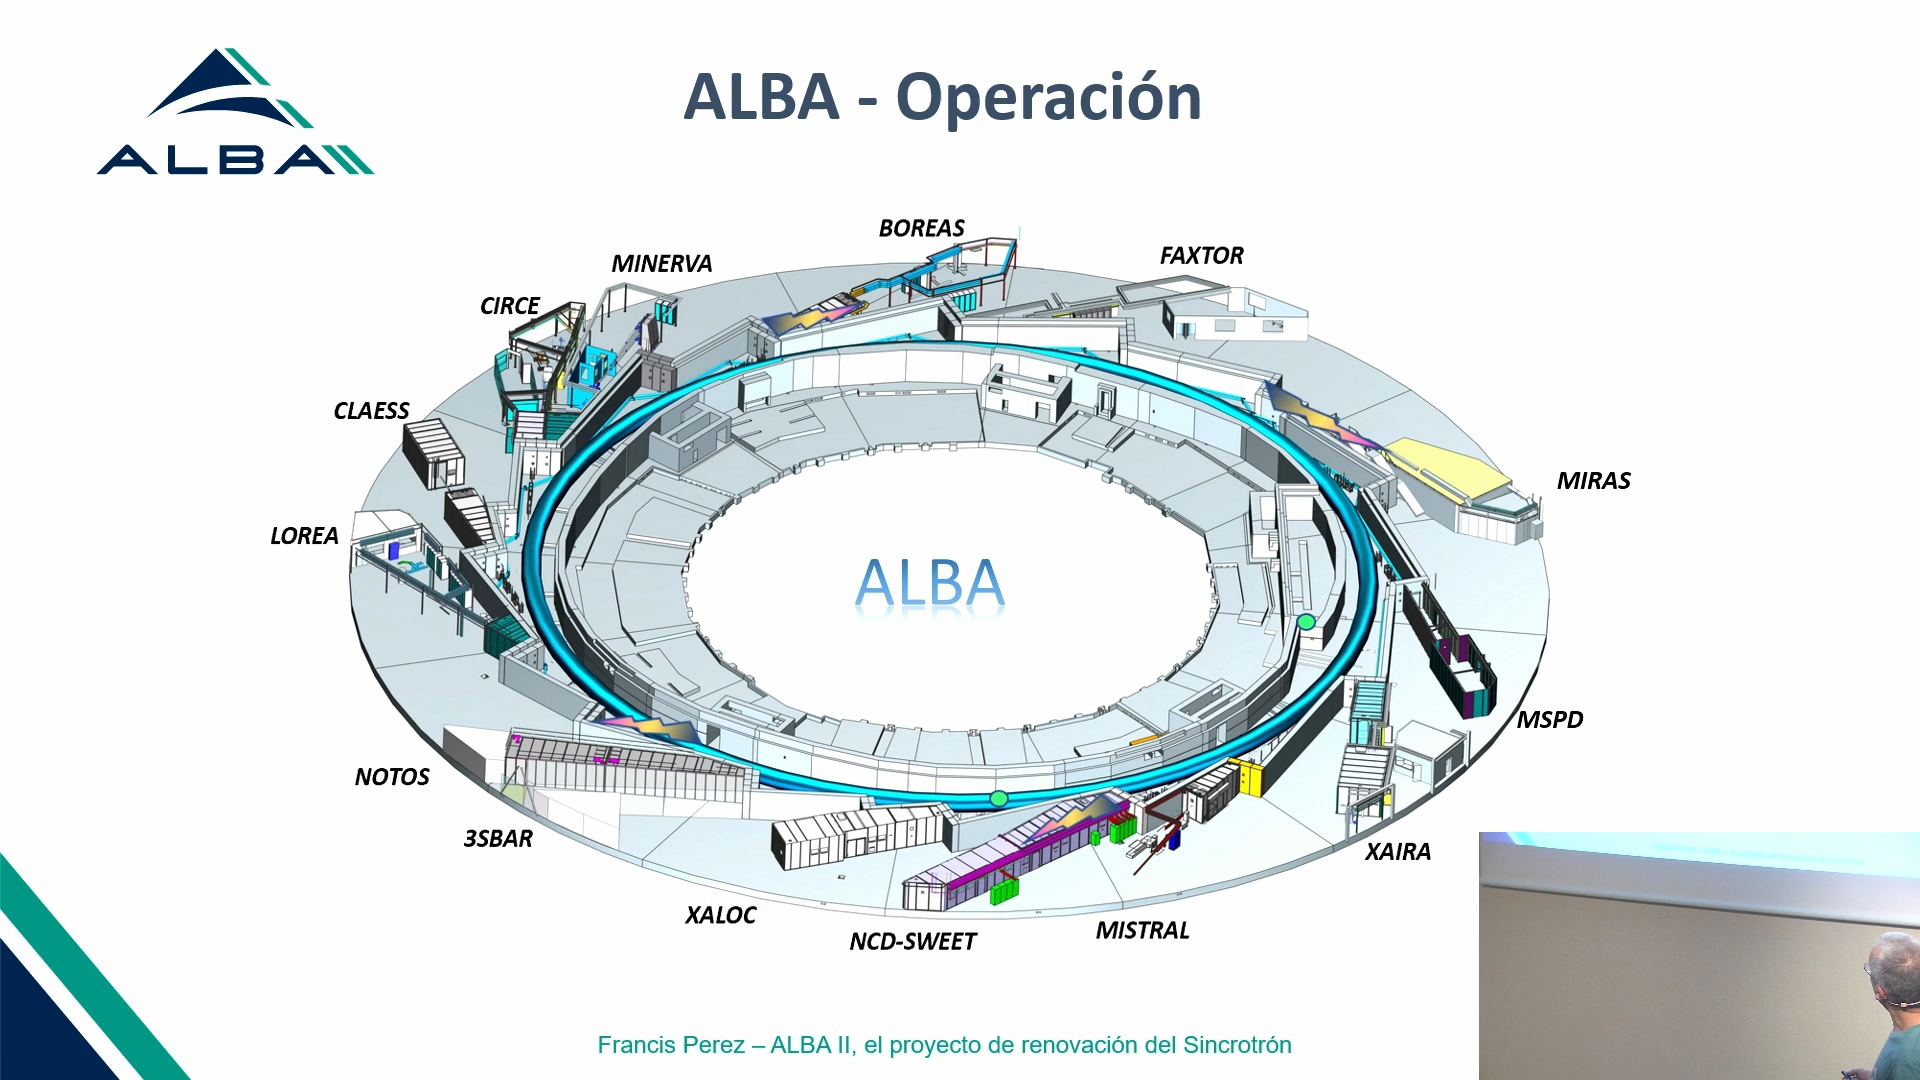 ALBA
ALBA - Operación
BOREAS
FAXTOR
MINERVA
CIRCE
CLAESS
MIRAS
LOREA
ALBA
MSPD
NOTOS
3SBAR
XAIRA
XALOC
NCD-SWEET
MISTRAL
Francis Perez – ALBA II, el proyecto de renovación del Sincrotrón